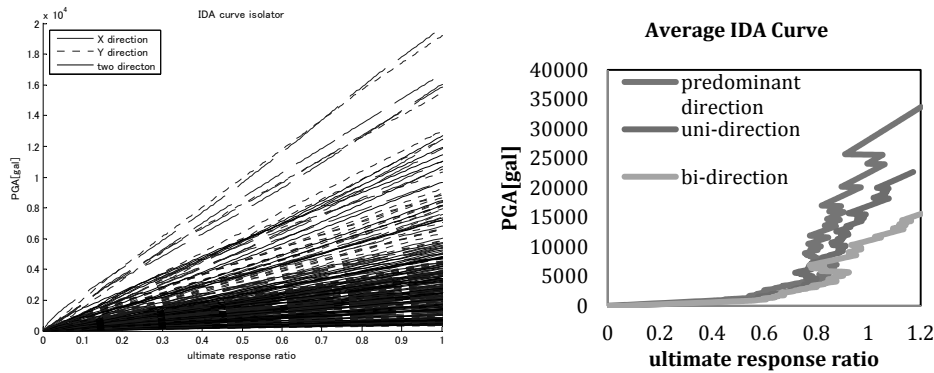 x 10^4
IDA curve isolator
2
1.8
1.6
1.4
1.2
1
0.8
0.6
0.4
0.2
0
PGA[gal]
X direction
Y direction
two directon
0 0.1 0.2 0.3 0.4 0.5 0.6 0.7 0.8 0.9 1
ultimate response ratio
Average IDA Curve
40000
35000
30000
25000
20000
15000
10000
5000
0
PGA[gal]
predominant
direction
uni-direction
bi-direction
0 0.2 0.4 0.6 0.8 1 1.2
ultimate response ratio